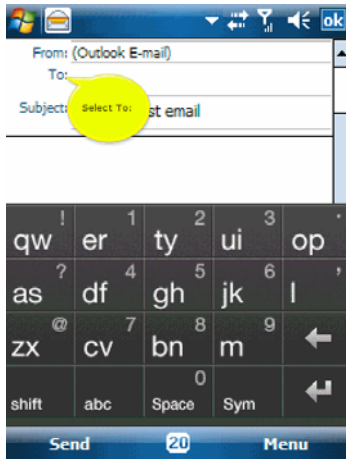 ok
From: (Outlook E-mail)
To:
Subject: st email
Select To:
! 1 2 3 .
qw er ty ui op
? 4 5 6 ,
as df gh jk l
@ 7 8 9
zx cv bn m
0
shift abc Space Sym
Send 20 Menu